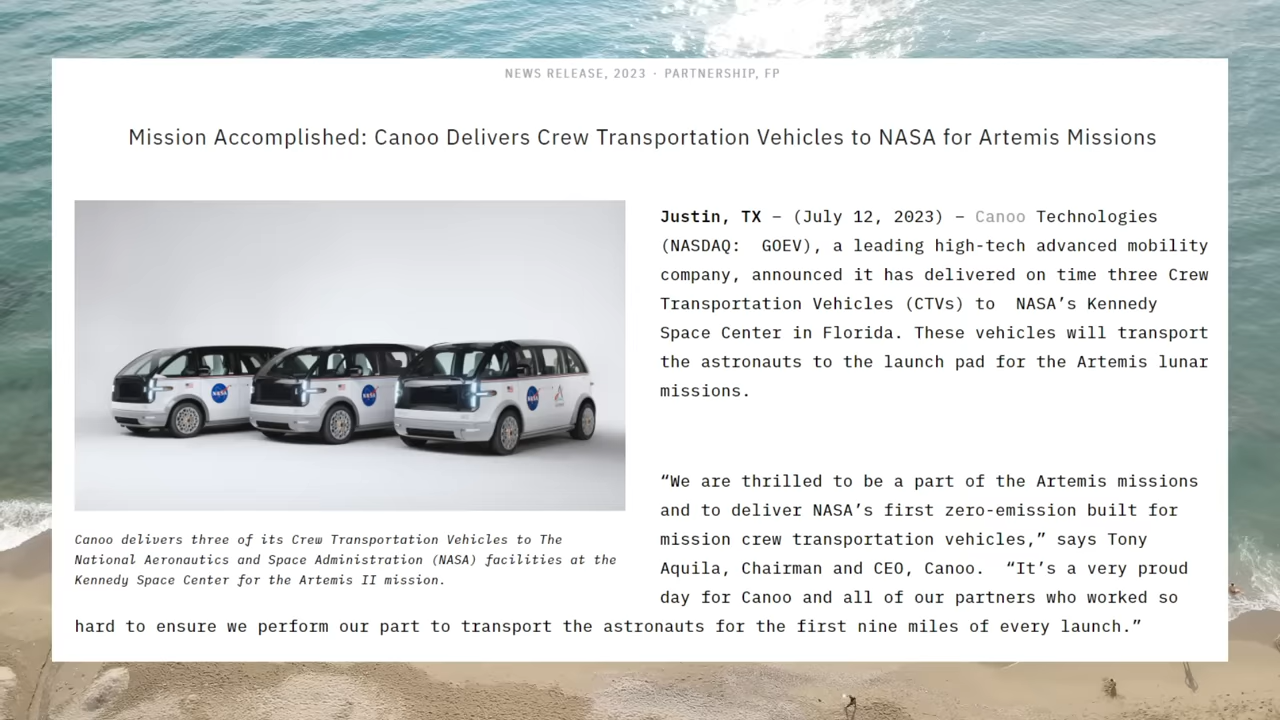 NEWS RELEASE, 2023 · PARTNERSHIP, FP
Mission Accomplished: Canoo Delivers Crew Transportation Vehicles to NASA for Artemis Missions
NASA
NASA
NASA
Canoo delivers three of its Crew Transportation Vehicles to The
National Aeronautics and Space Administration (NASA) facilities at the
Kennedy Space Center for the Artemis II mission.
Justin, TX – (July 12, 2023) – Canoo Technologies
(NASDAQ:  GOEV), a leading high-tech advanced mobility
company, announced it has delivered on time three Crew
Transportation Vehicles (CTVs) to  NASA’s Kennedy
Space Center in Florida. These vehicles will transport
the astronauts to the launch pad for the Artemis lunar
missions.
“We are thrilled to be a part of the Artemis missions
and to deliver NASA’s first zero-emission built for
mission crew transportation vehicles,” says Tony
Aquila, Chairman and CEO, Canoo.  “It’s a very proud
day for Canoo and all of our partners who worked so
hard to ensure we perform our part to transport the astronauts for the first nine miles of every launch.”